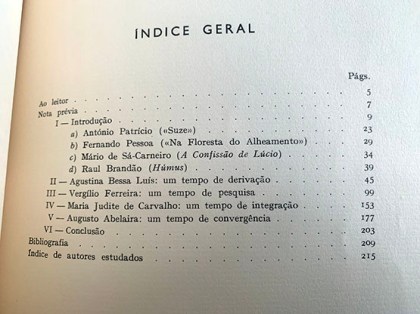 ÍNDICE GERAL
Págs.
Ao leitor . . . . . . . . . . . . . . . . . . 5
Nota prévia . . . . . . . . . . . . . . . . . . 7
I — Introdução . . . . . . . . . . . . . . . . 9
a) António Patrício («Suze») . . . . . . . . . . 23
b) Fernando Pessoa («Na Floresta do Alheamento») . . 29
c) Mário de Sá-Carneiro (A Confissão de Lúcio) . . . 34
d) Raul Brandão (Húmus) . . . . . . . . . . . 39
II — Agustina Bessa Luís: um tempo de derivação . . . . 45
III — Vergílio Ferreira: um tempo de pesquisa . . . . . 99
IV — Maria Judite de Carvalho: um tempo de integração . . 153
V — Augusto Abelaira: um tempo de convergência . . . . 177
VI — Conclusão . . . . . . . . . . . . . . . . 203
Bibliografia . . . . . . . . . . . . . . . . . . 209
Índice de autores estudados . . . . . . . . . . . . 215